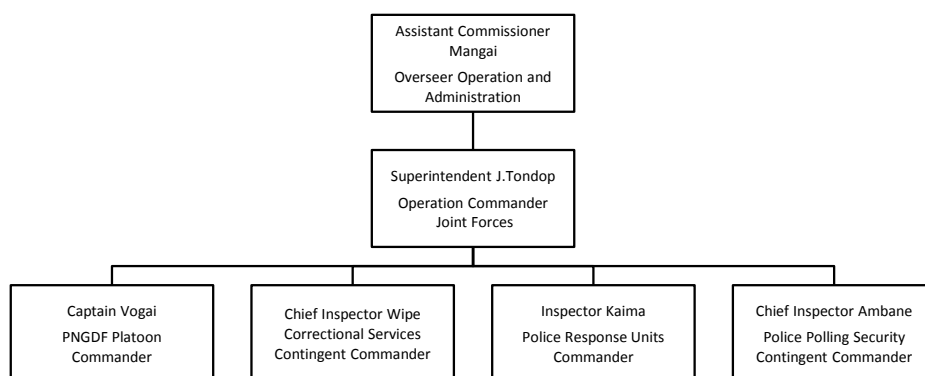 Assistant Commissioner
Mangai
Overseer Operation and
Administration
Superintendent J.Tondop
Operation Commander
Joint Forces
Captain Vogai
PNGDF Platoon
Commander
Chief Inspector Wipe
Correctional Services
Contingent Commander
Inspector Kaima
Police Response Units
Commander
Chief Inspector Ambane
Police Polling Security
Contingent Commander